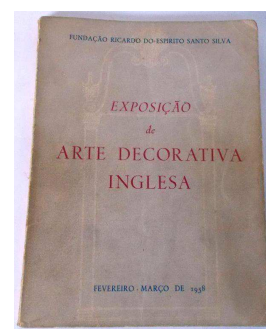 FUNDAÇÃO RICARDO DO ESPIRITO SANTO SILVA
EXPOSIÇÃO
de
ARTE DECORATIVA
INGLESA
FEVEREIRO - MARÇO DE 1958